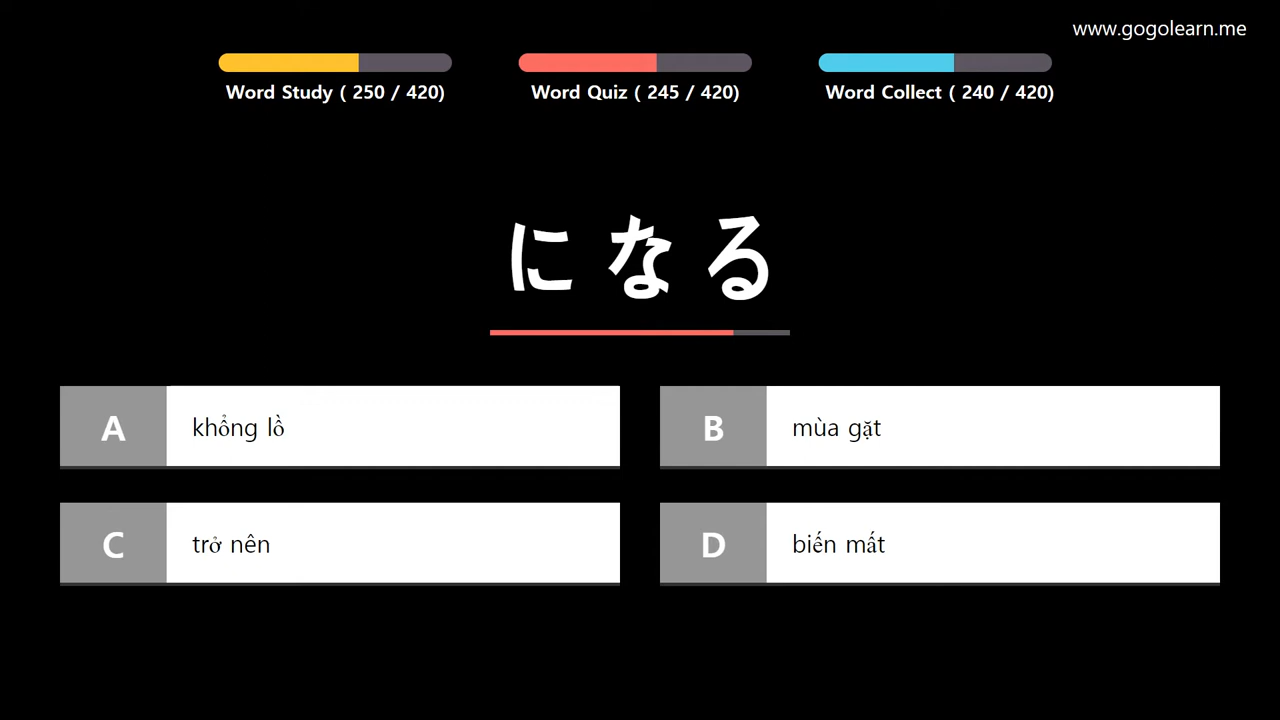 www.gogolearn.me
Word Study ( 250 / 420)
Word Quiz ( 245 / 420)
Word Collect ( 240 / 420)
になる
A khổng lồ
B mùa gặt
C trở nên
D biến mất